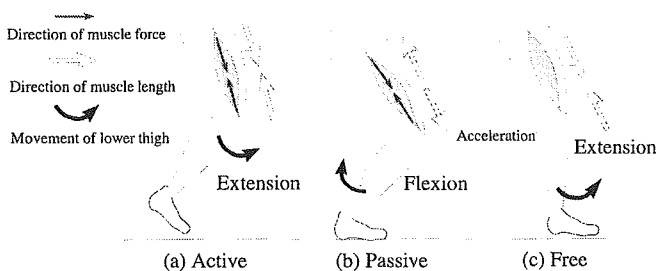 Direction of muscle force
Direction of muscle length
Movement of lower thigh
Extension
Flexion
Acceleration
Extension
(a) Active
(b) Passive
(c) Free